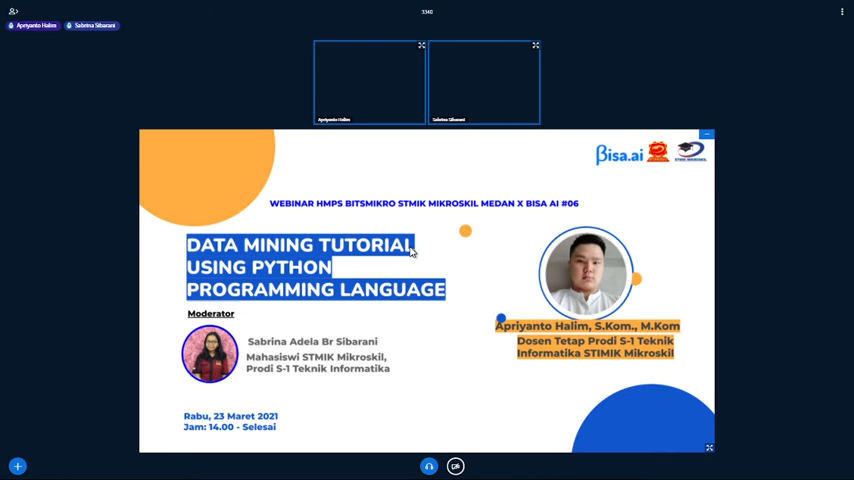 Apriyanto Halim
Sabrina Sibarani
Apriyanto Halim
Sabrina Sibarani
Bisa.ai
STMIK MIKROSKIL
WEBINAR HMPS BITSMIKRO STMIK MIKROSKIL MEDAN X BISA AI #06
DATA MINING TUTORIAL
USING PYTHON
PROGRAMMING LANGUAGE
Moderator
Sabrina Adela Br Sibarani
Mahasiswi STMIK Mikroskil,
Prodi S-1 Teknik Informatika
Apriyanto Halim, S.Kom., M.Kom
Dosen Tetap Prodi S-1 Teknik
Informatika STIMIK Mikroskil
Rabu, 23 Maret 2021
Jam: 14.00 - Selesai